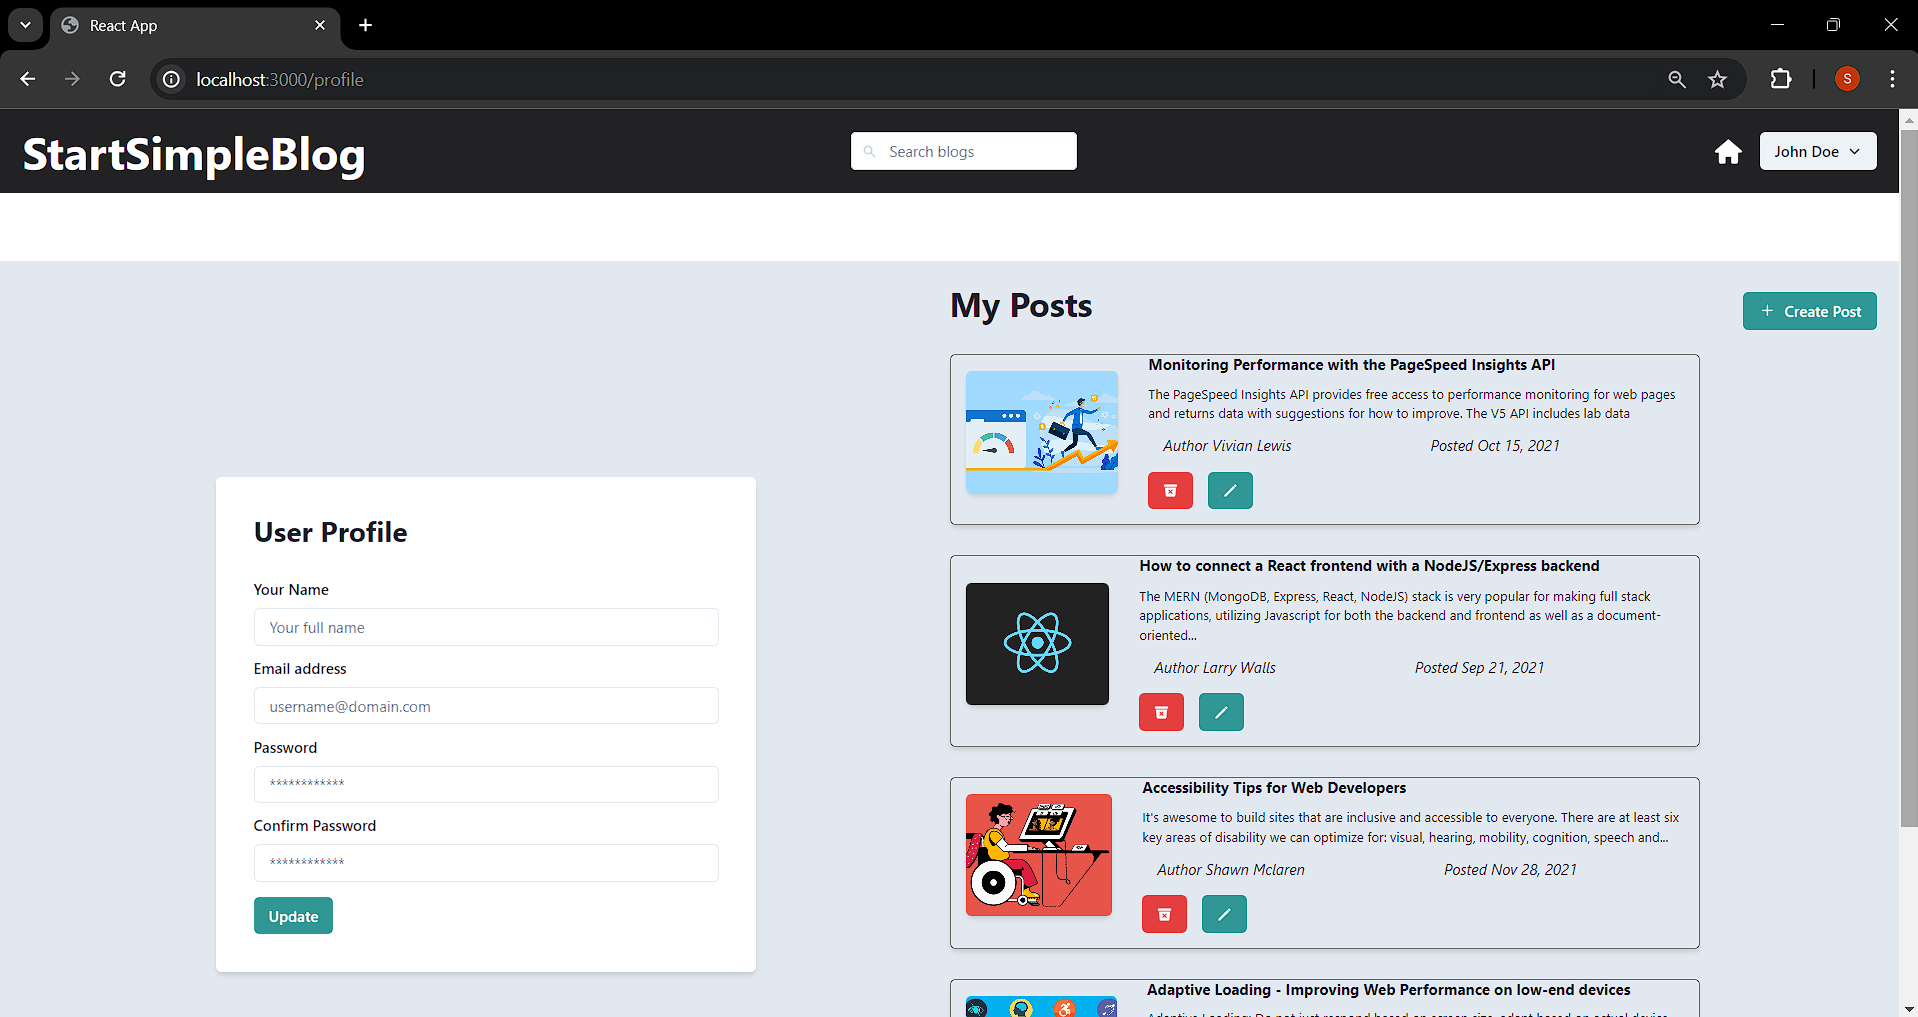 React App
localhost:3000/profile
S
StartSimpleBlog
Search blogs
John Doe
User Profile
Your Name
Your full name
Email address
username@domain.com
Password
************
Confirm Password
************
Update
My Posts
Create Post
Monitoring Performance with the PageSpeed Insights API
The PageSpeed Insights API provides free access to performance monitoring for web pages
and returns data with suggestions for how to improve. The V5 API includes lab data
Author Vivian Lewis Posted Oct 15, 2021
How to connect a React frontend with a NodeJS/Express backend
The MERN (MongoDB, Express, React, NodeJS) stack is very popular for making full stack
applications, utilizing Javascript for both the backend and frontend as well as a document-
oriented...
Author Larry Walls Posted Sep 21, 2021
Accessibility Tips for Web Developers
It's awesome to build sites that are inclusive and accessible to everyone. There are at least six
key areas of disability we can optimize for: visual, hearing, mobility, cognition, speech and...
Author Shawn Mclaren Posted Nov 28, 2021
Adaptive Loading - Improving Web Performance on low-end devices